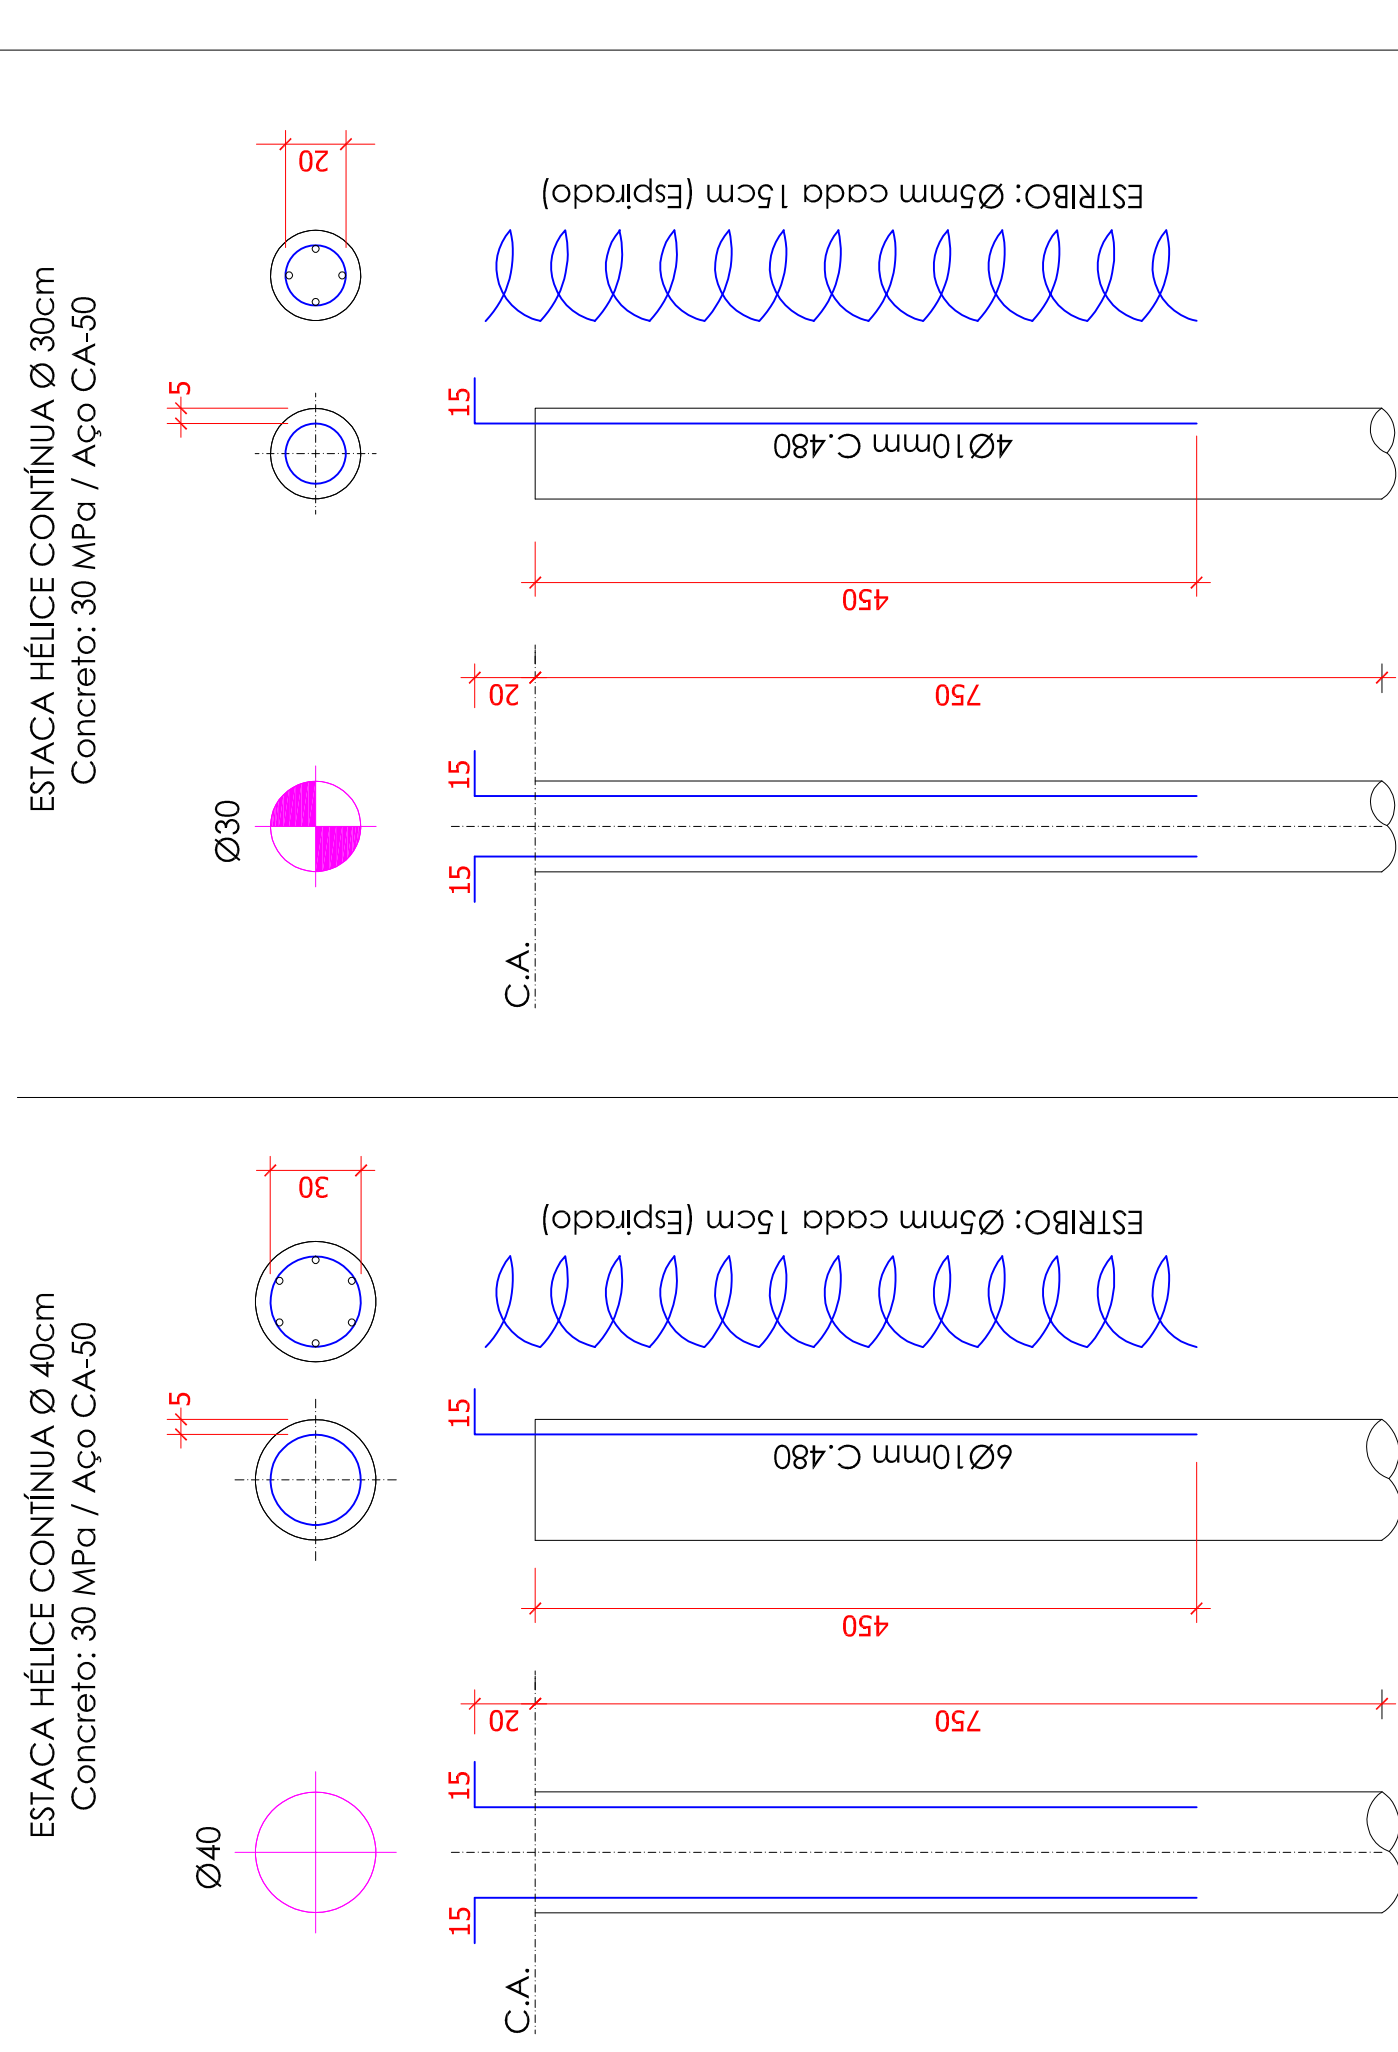 ESTACA HÉLICE CONTÍNUA Ø 30cm
Concreto: 30 MPa / Aço CA-50
20
ESTRIBO: Ø5mm cada 15cm (Espirado)
5
15
4Ø10mm C.480
450
20
750
Ø30
15
15
C.A.
ESTACA HÉLICE CONTÍNUA Ø 40cm
Concreto: 30 MPa / Aço CA-50
30
ESTRIBO: Ø5mm cada 15cm (Espirado)
5
15
6Ø10mm C.480
450
20
750
Ø40
15
15
C.A.